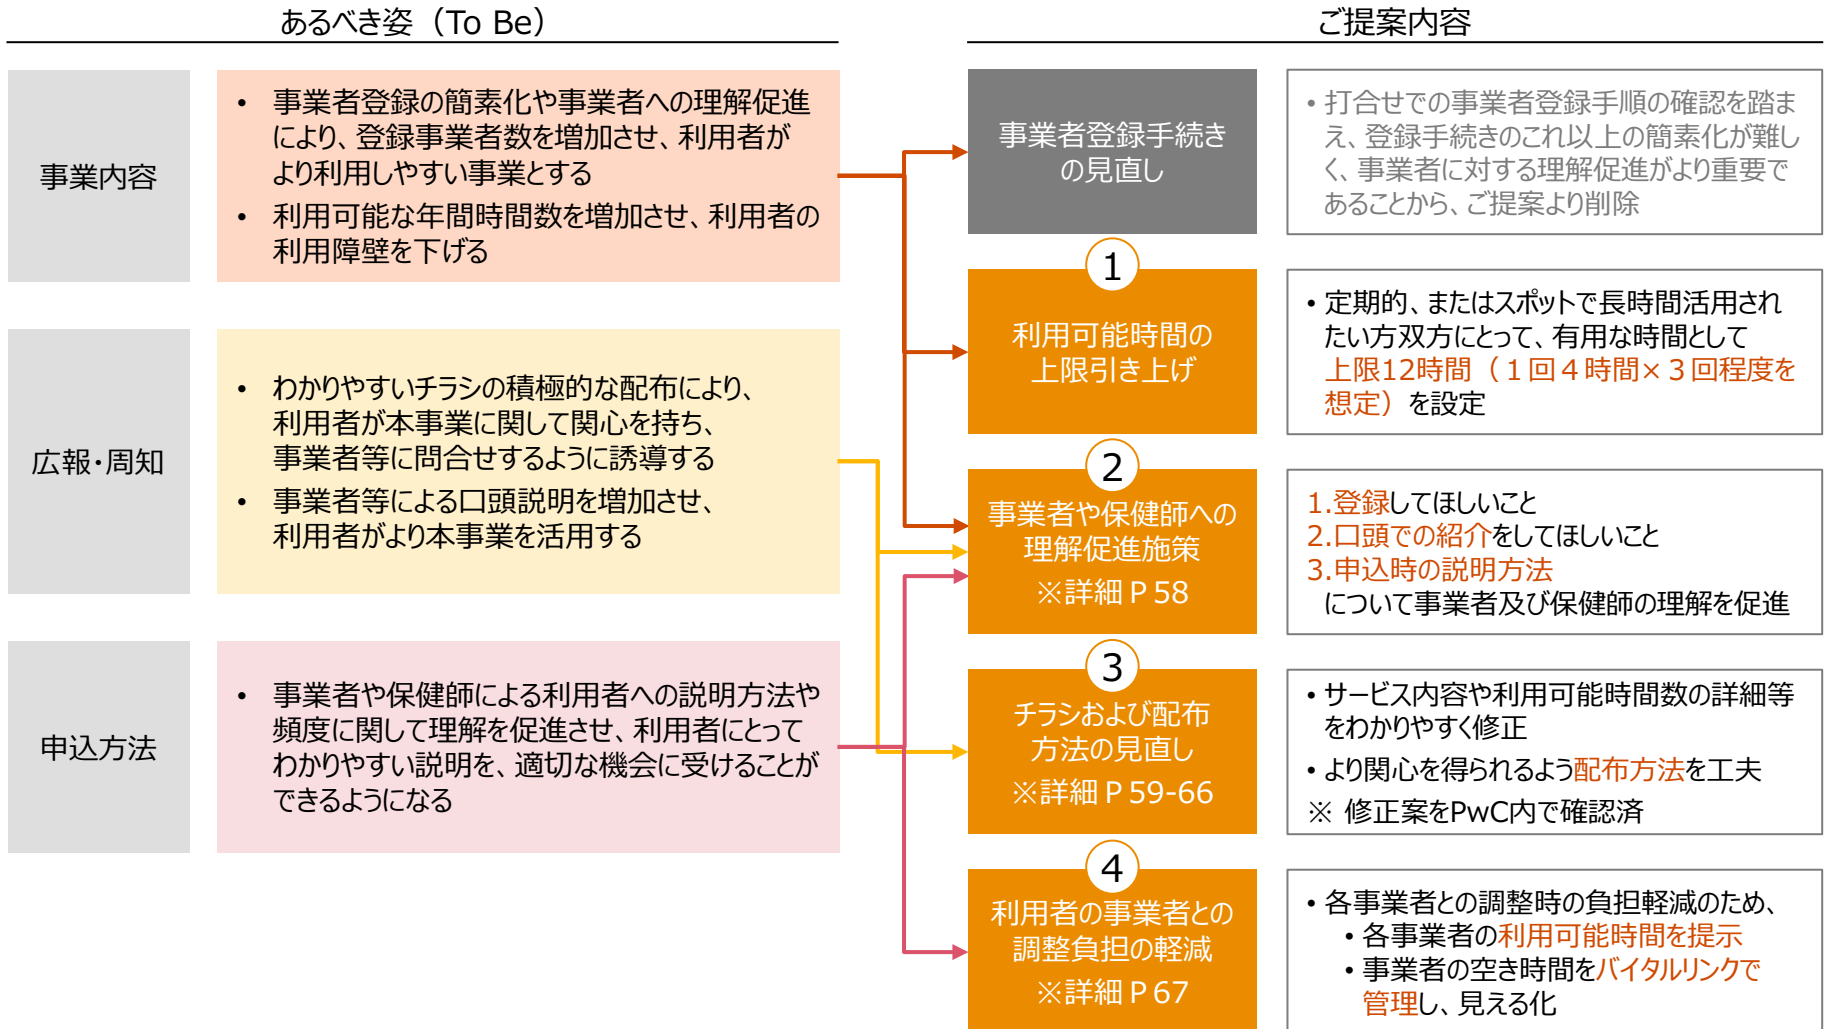 あるべき姿（To Be）
事業内容
• 事業者登録の簡素化や事業者への理解促進
により、登録事業者数を増加させ、利用者が
より利用しやすい事業とする
• 利用可能な年間時間数を増加させ、利用者の
利用障壁を下げる
広報・周知
• わかりやすいチラシの積極的な配布により、
利用者が本事業に関して関心を持ち、
事業者等に問合せするように誘導する
• 事業者等による口頭説明を増加させ、
利用者がより本事業を活用する
申込方法
• 事業者や保健師による利用者への説明方法や
頻度に関して理解を促進させ、利用者にとって
わかりやすい説明を、適切な機会に受けることが
できるようになる
ご提案内容
事業者登録手続き
の見直し
• 打合せでの事業者登録手順の確認を踏ま
え、登録手続きのこれ以上の簡素化が難し
く、事業者に対する理解促進がより重要で
あることから、ご提案より削除
1
利用可能時間の
上限引き上げ
• 定期的、またはスポットで長時間活用され
たい方双方にとって、有用な時間として
上限12時間（１回４時間×３回程度を
想定）を設定
2
事業者や保健師への
理解促進施策
※詳細Ｐ58
1.登録してほしいこと
2.口頭での紹介をしてほしいこと
3.申込時の説明方法
について事業者及び保健師の理解を促進
3
チラシおよび配布
方法の見直し
※詳細Ｐ59-66
• サービス内容や利用可能時間数の詳細等
をわかりやすく修正
• より関心を得られるよう配布方法を工夫
※ 修正案をPwC内で確認済
4
利用者の事業者との
調整負担の軽減
※詳細Ｐ67
• 各事業者との調整時の負担軽減のため、
• 各事業者の利用可能時間を提示
• 事業者の空き時間をバイタルリンクで
管理し、見える化